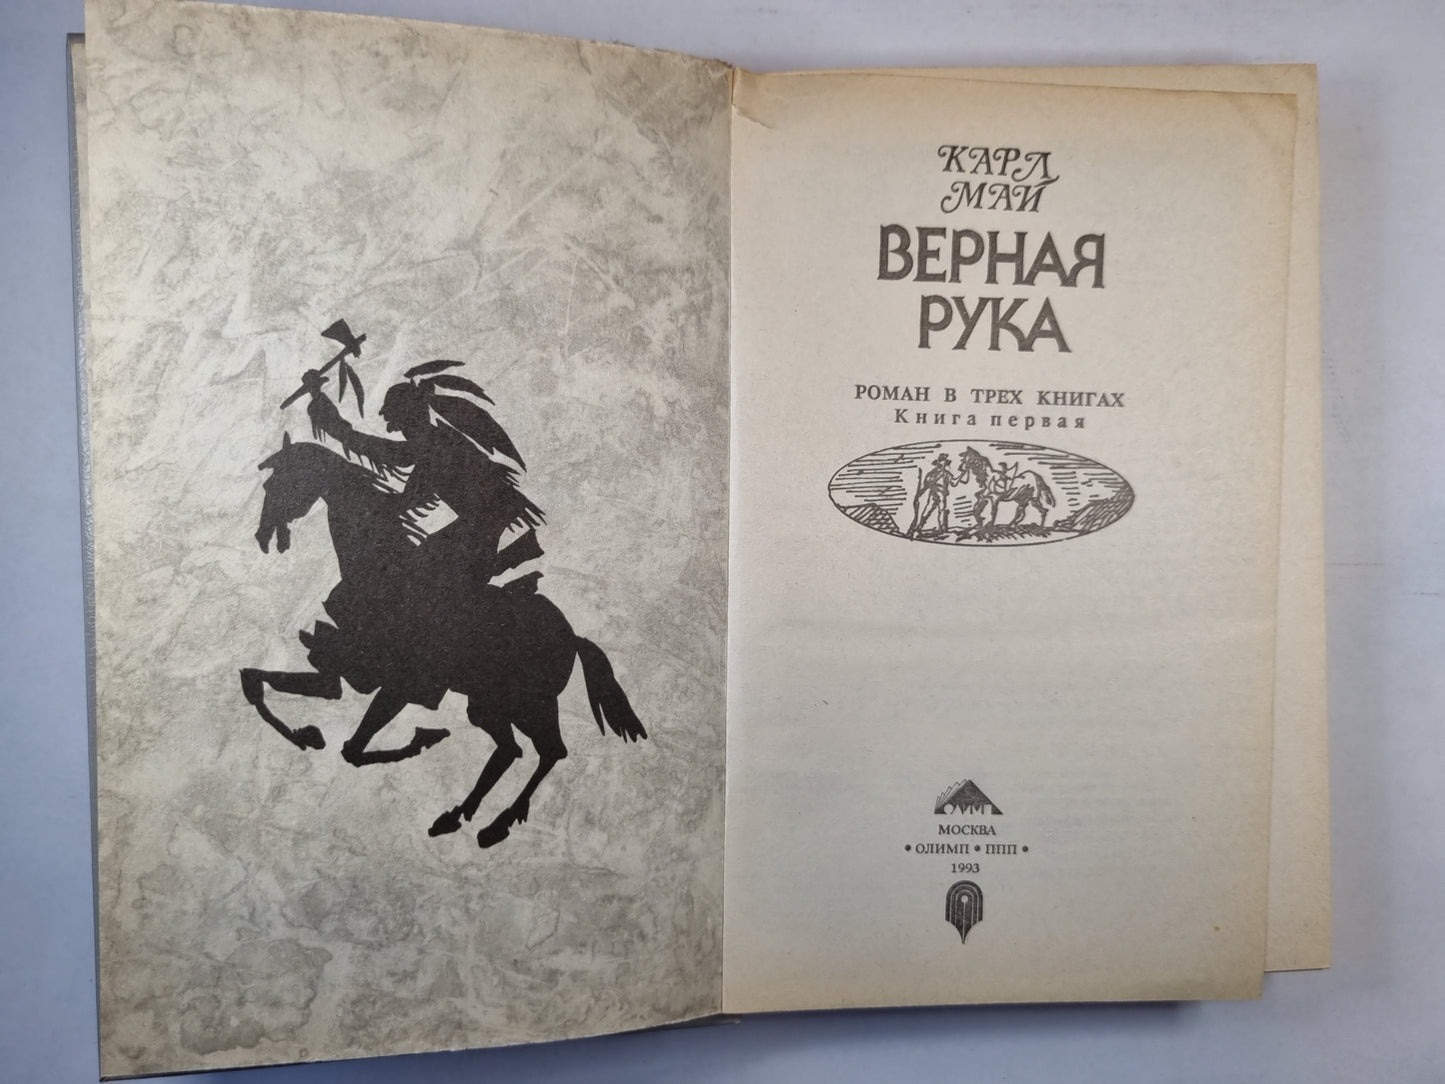 КАРЛ
МАЙ
ВЕРНАЯ
РУКА
РОМАН В ТРЕХ КНИГАХ
Книга первая
ОЛИМП
МОСКВА
• ОЛИМП • ППП •
1993